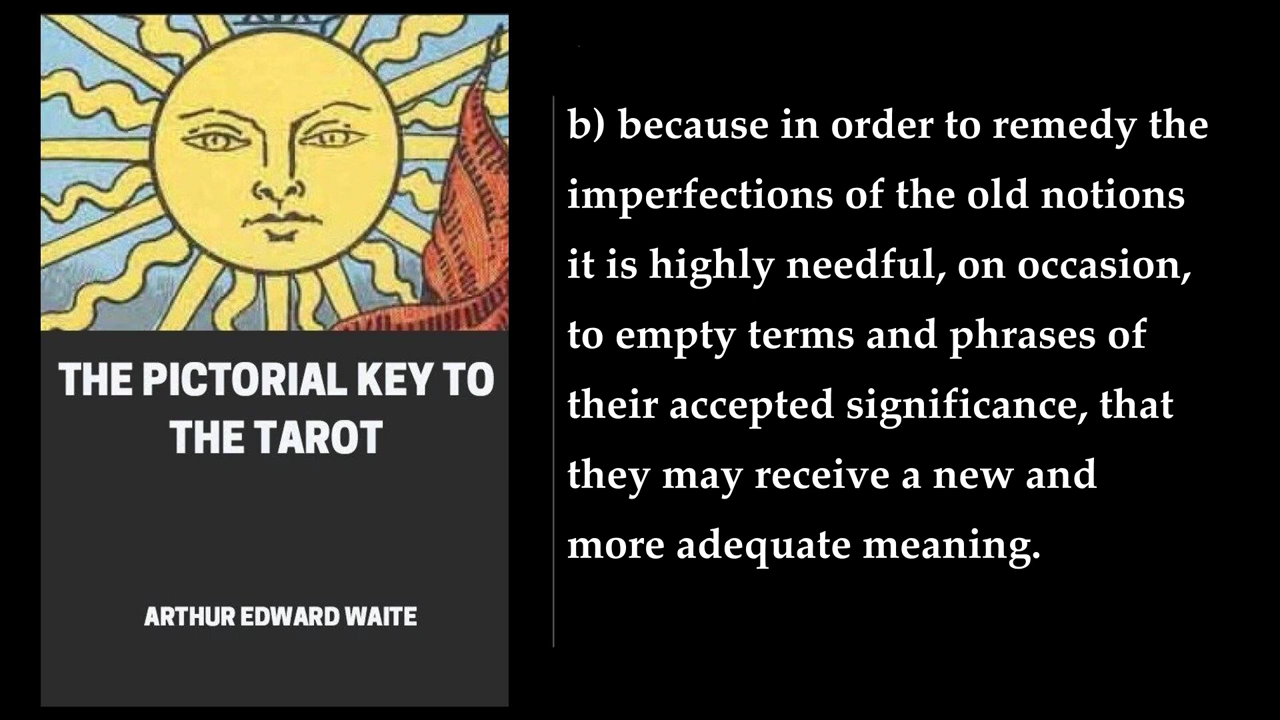 XIX
THE PICTORIAL KEY TO
THE TAROT
ARTHUR EDWARD WAITE
b) because in order to remedy the
imperfections of the old notions
it is highly needful, on occasion,
to empty terms and phrases of
their accepted significance, that
they may receive a new and
more adequate meaning.